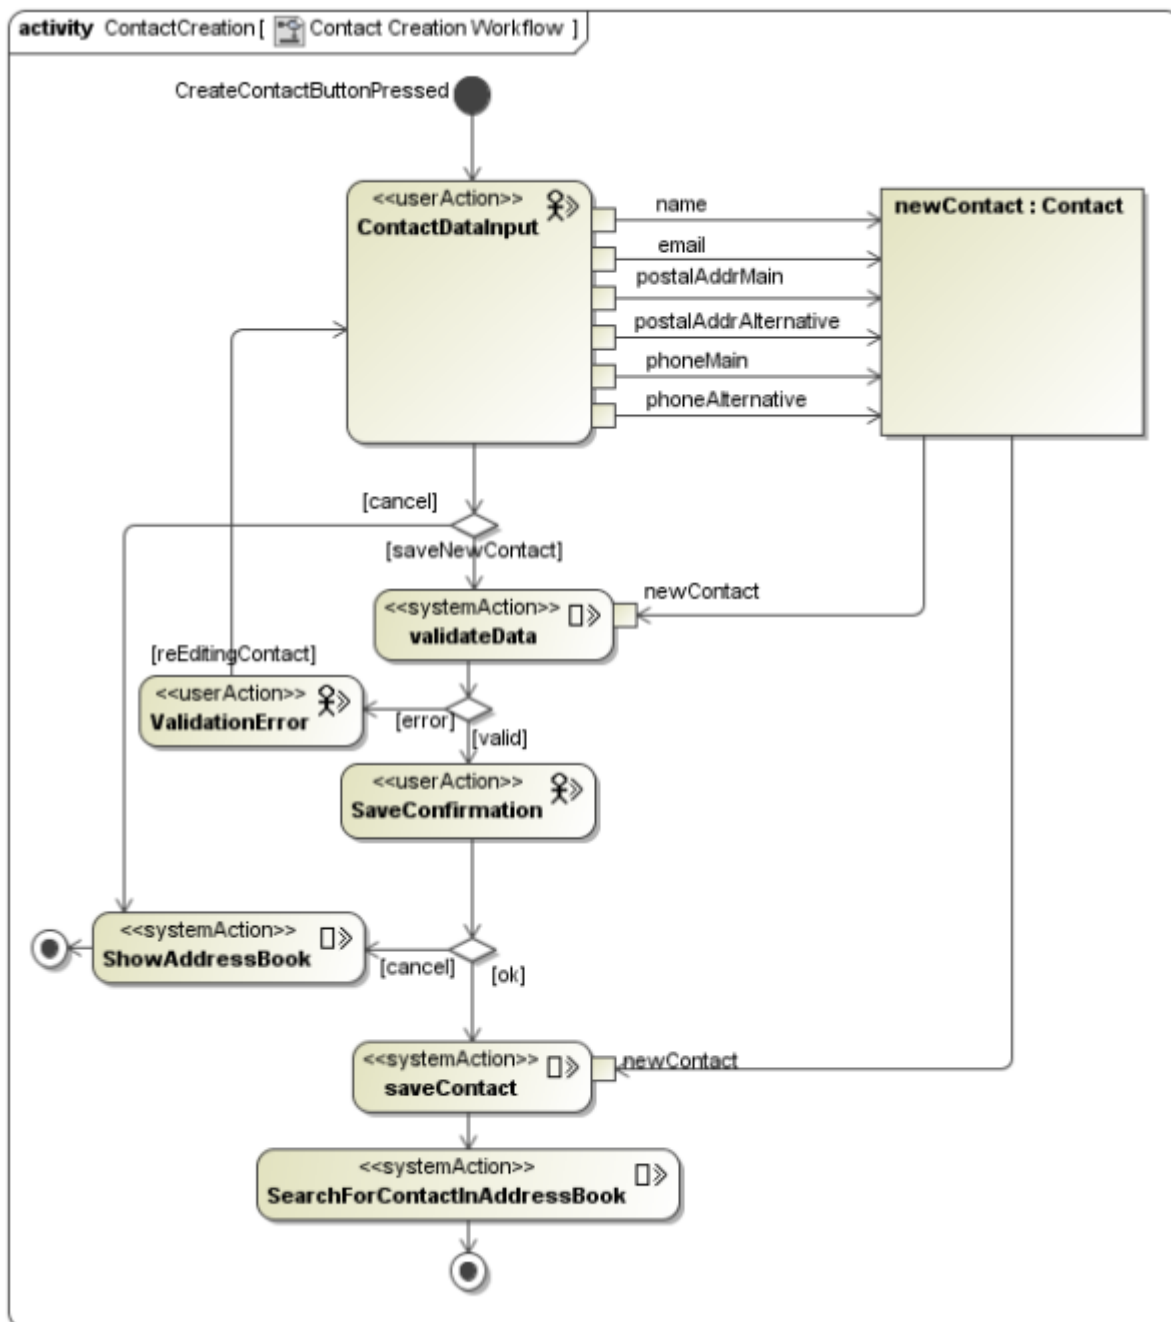 activity ContactCreation [ Contact Creation Workflow ]
CreateContactButtonPressed
<<userAction>>
ContactDataInput
name
email
postalAddrMain
postalAddrAlternative
phoneMain
phoneAlternative
newContact : Contact
[cancel]
[saveNewContact]
<<systemAction>>
validateData
newContact
[reEditingContact]
<<userAction>>
ValidationError
[error]
[valid]
<<userAction>>
SaveConfirmation
<<systemAction>>
ShowAddressBook
[cancel]
[ok]
<<systemAction>>
saveContact
newContact
<<systemAction>>
SearchForContactInAddressBook